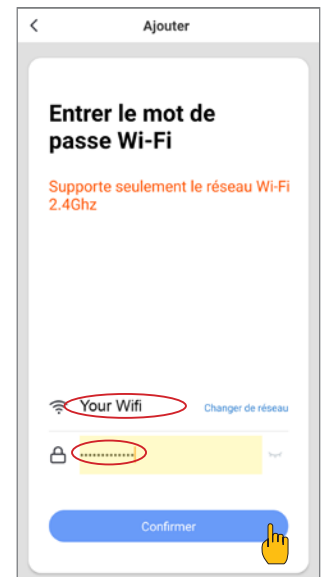 Ajouter
Entrer le mot de
passe Wi-Fi
Supporte seulement le réseau Wi-Fi
2.4Ghz
Your Wifi
Changer de réseau
•••••••••••••
Confirmer